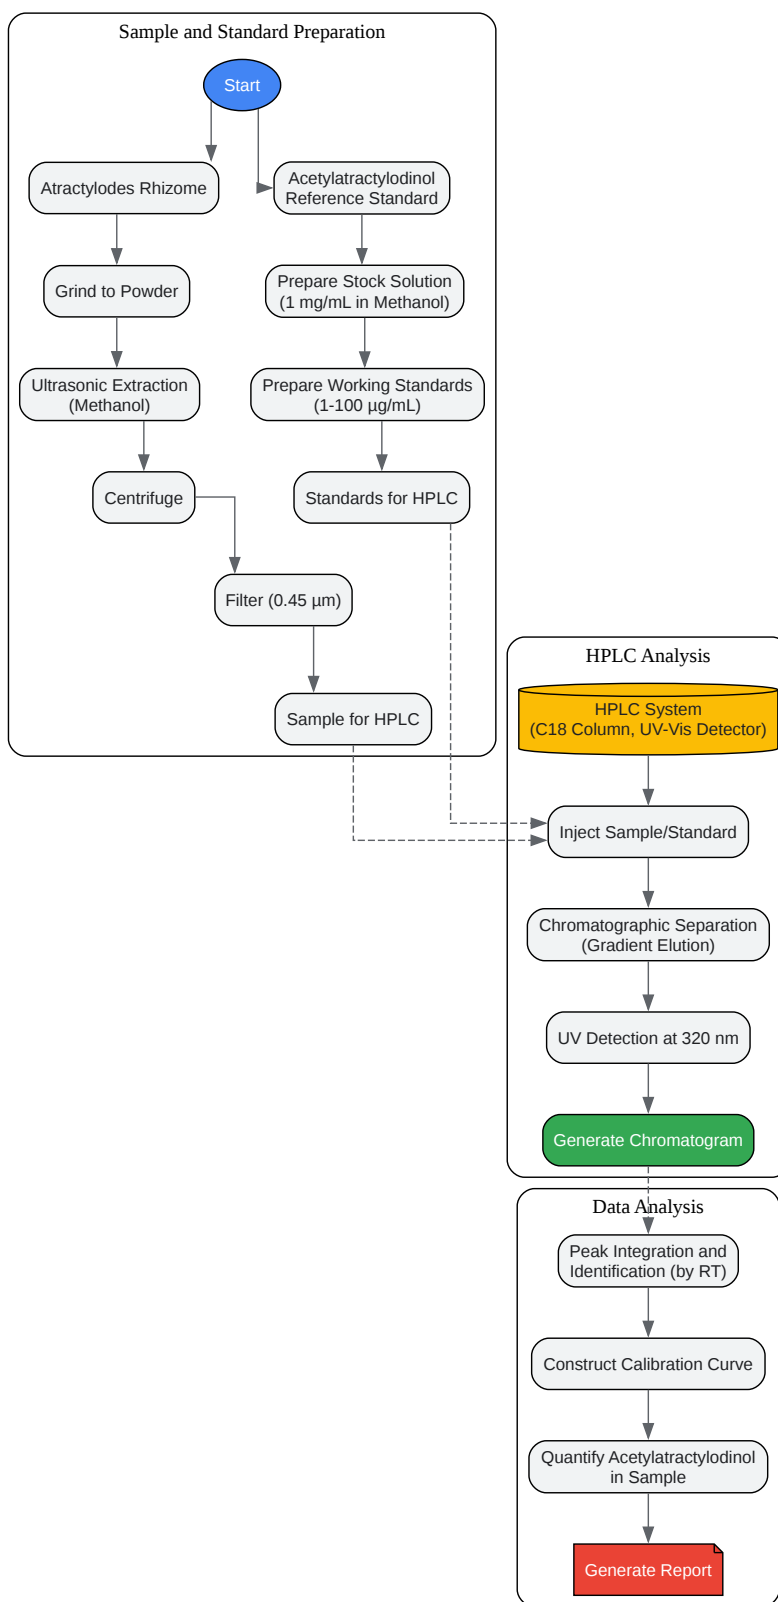 Sample and Standard Preparation
Start
Atractylodes Rhizome
Acetylatractylodinol
Reference Standard
Grind to Powder
Prepare Stock Solution
(1 mg/mL in Methanol)
Ultrasonic Extraction
(Methanol)
Prepare Working Standards
(1-100 µg/mL)
Centrifuge
Standards for HPLC
Filter (0.45 µm)
Sample for HPLC
HPLC Analysis
HPLC System
(C18 Column, UV-Vis Detector)
Inject Sample/Standard
Chromatographic Separation
(Gradient Elution)
UV Detection at 320 nm
Generate Chromatogram
Data Analysis
Peak Integration and
Identification (by RT)
Construct Calibration Curve
Quantify Acetylatractylodinol
in Sample
Generate Report